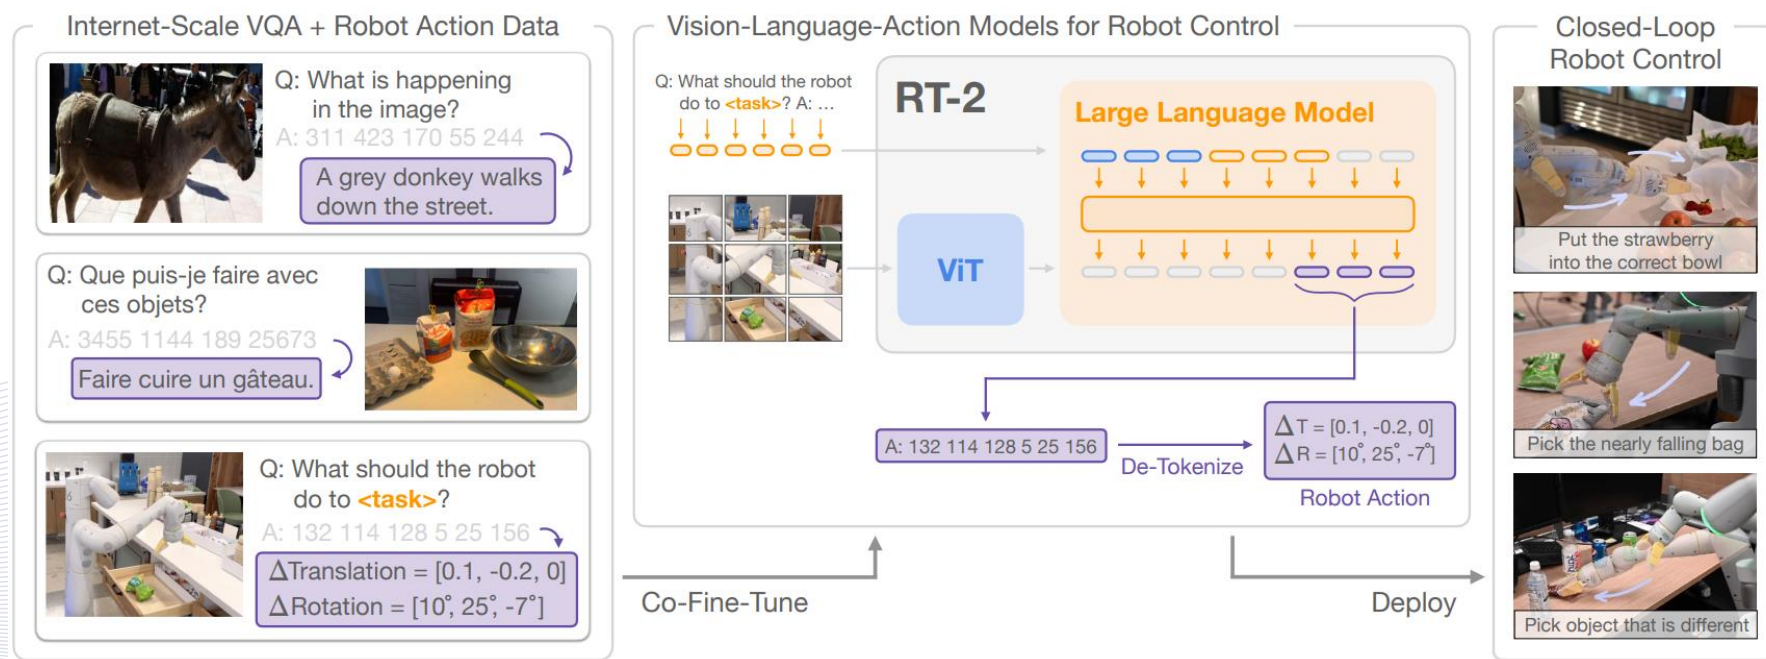 Internet-Scale VQA + Robot Action Data
Q: What is happening
in the image?
A: 311 423 170 55 244
A grey donkey walks
down the street.
Q: Que puis-je faire avec
ces objets?
A: 3455 1144 189 25673
Faire cuire un gâteau.
Q: What should the robot
do to <task>?
A: 132 114 128 5 25 156
ΔTranslation = [0.1, -0.2, 0]
ΔRotation = [10°, 25°, -7°]
Co-Fine-Tune
Vision-Language-Action Models for Robot Control
Q: What should the robot
do to <task>? A: …
RT-2
Large Language Model
ViT
A: 132 114 128 5 25 156
De-Tokenize
ΔT = [0.1, -0.2, 0]
ΔR = [10°, 25°, -7°]
Robot Action
Deploy
Closed-Loop
Robot Control
Put the strawberry
into the correct bowl
Pick the nearly falling bag
Pick object that is different